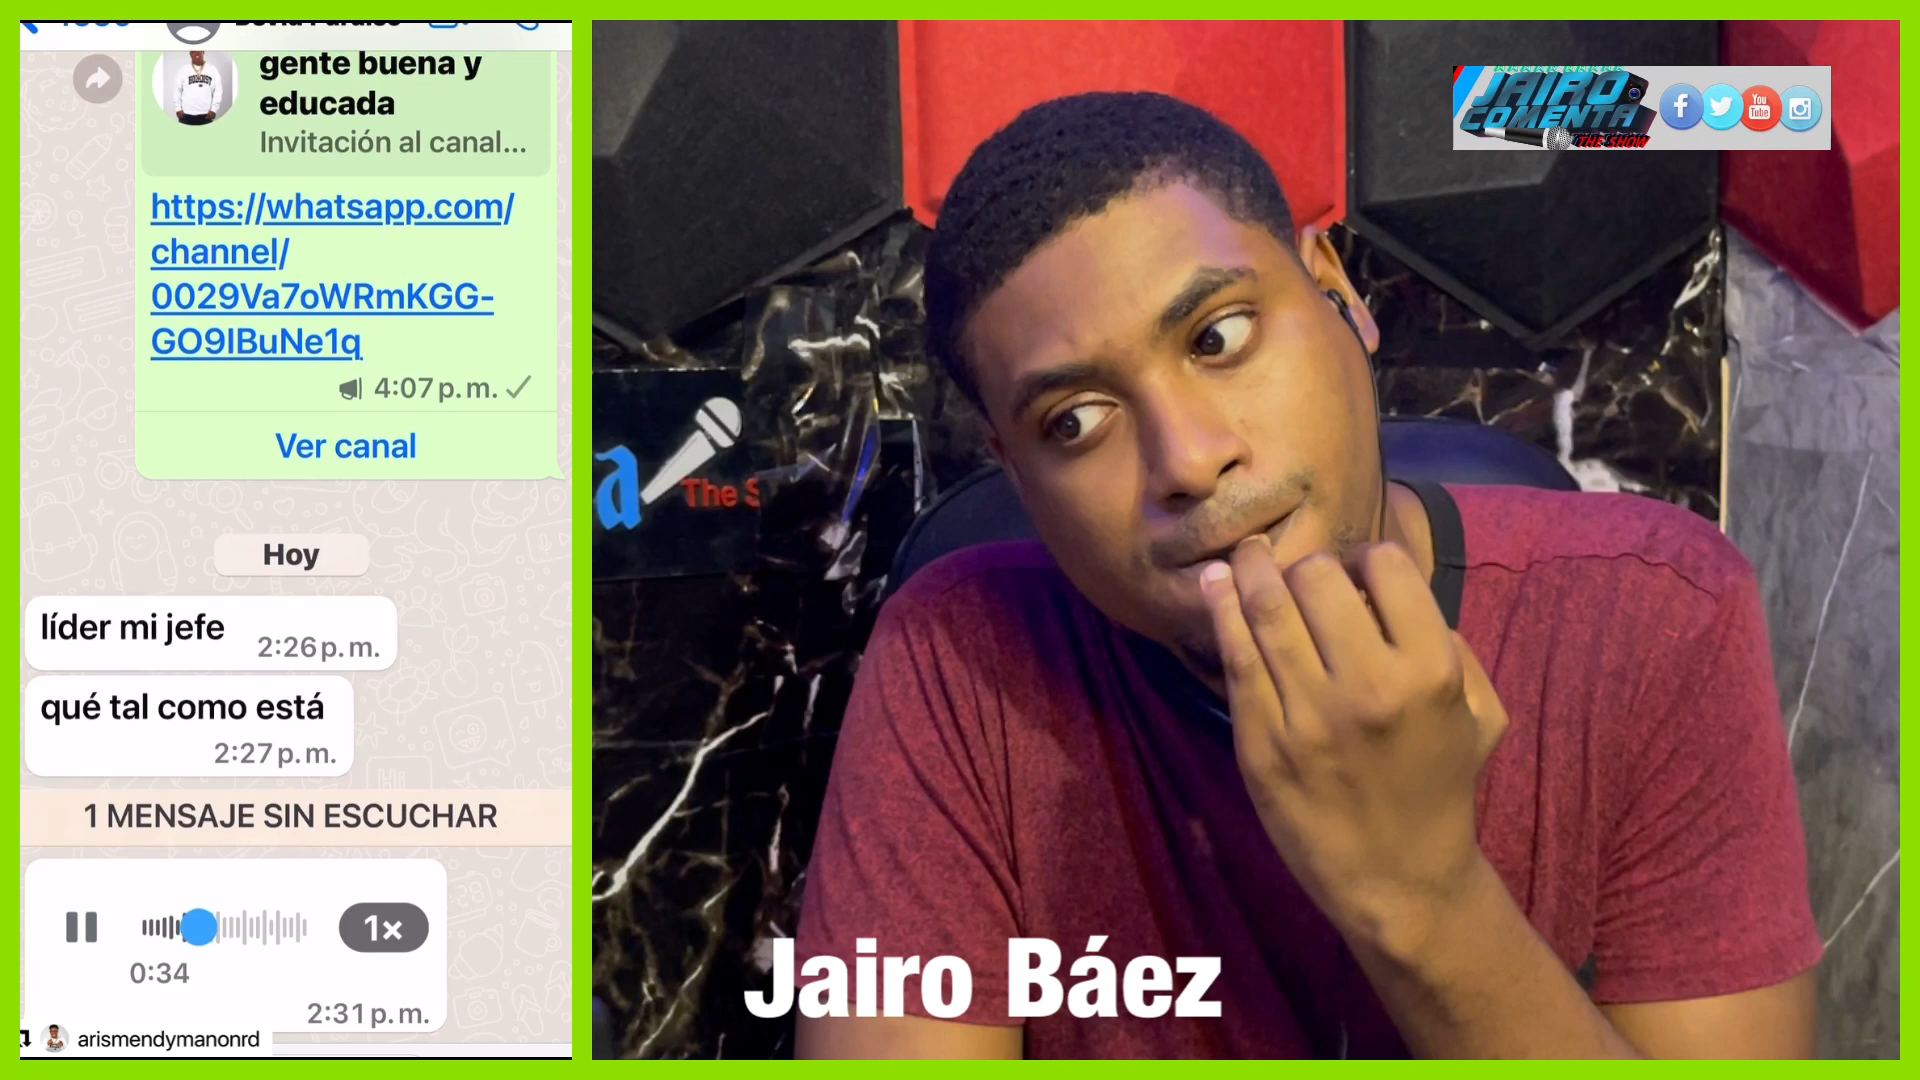 gente buena y
educada
Invitación al canal...
https://whatsapp.com/
channel/
0029Va7oWRmKGG-
GO9IBuNe1q
4:07 p. m.
Ver canal
Hoy
líder mi jefe
2:26 p. m.
qué tal como está
2:27 p. m.
1 MENSAJE SIN ESCUCHAR
1×
0:34
2:31 p. m.
arismendymanonrd
JAIRO
COMENTA
THE SHOW
You
Tube
a
The S
Jairo Báez